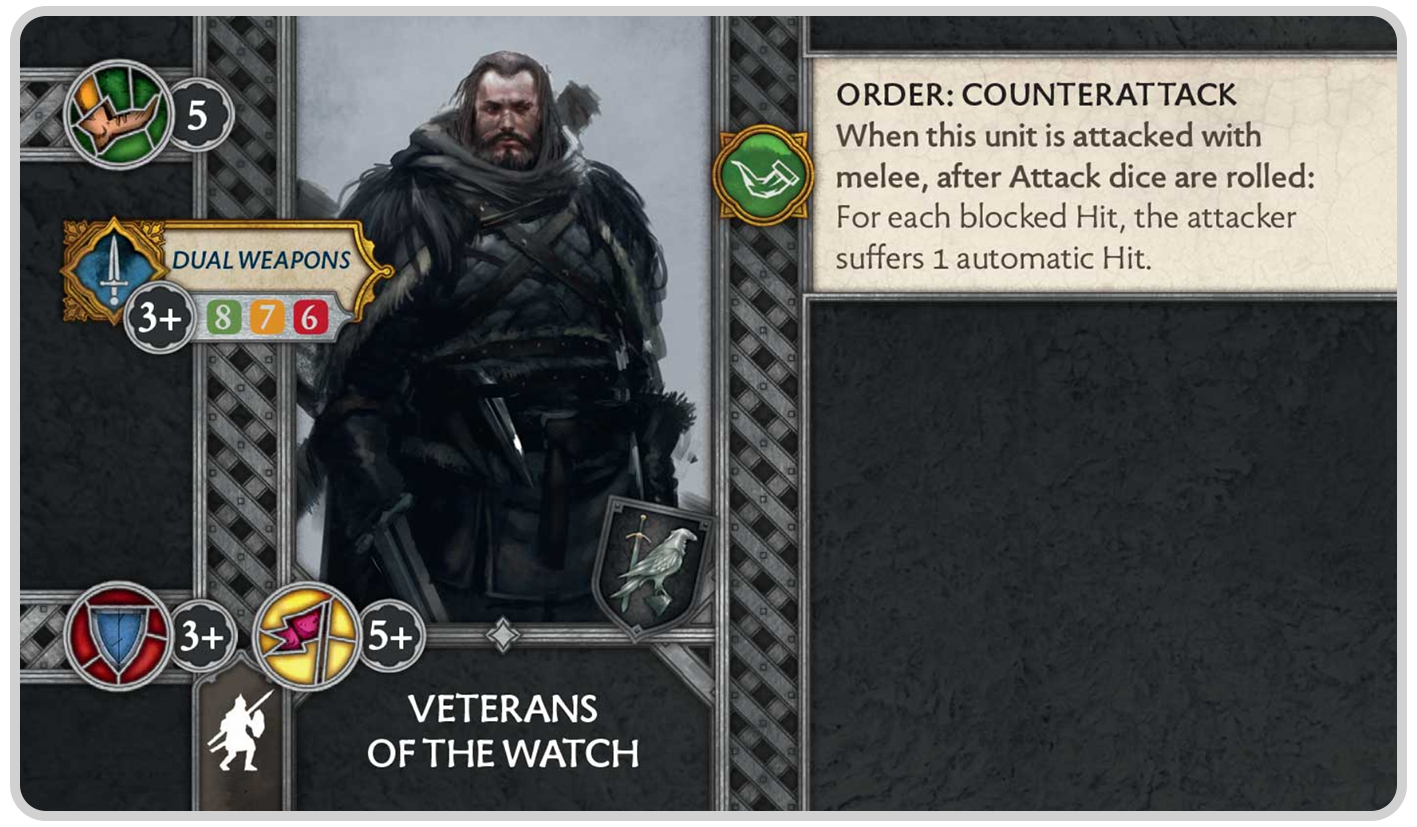 5
DUAL WEAPONS
3+ 8 7 6
3+ 5+
VETERANS
OF THE WATCH
ORDER: COUNTERATTACK
When this unit is attacked with
melee, after Attack dice are rolled:
For each blocked Hit, the attacker
suffers 1 automatic Hit.